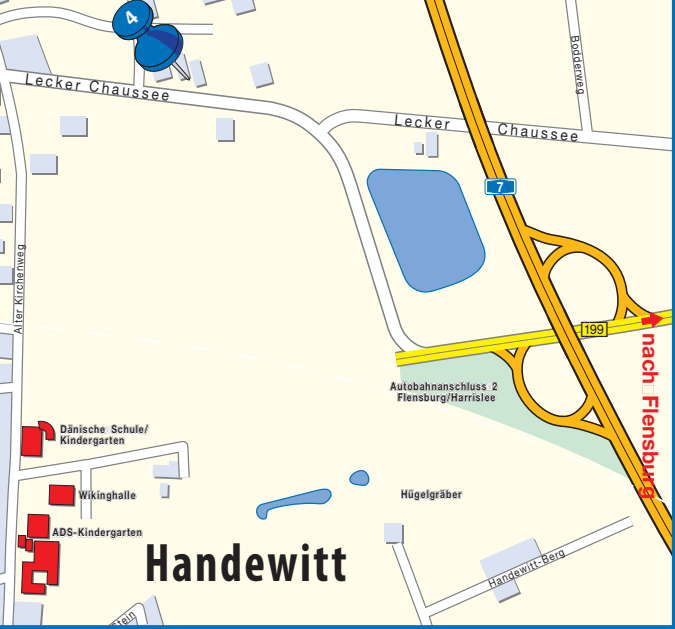 4
Lecker Chaussee
Bodderweg
Lecker Chaussee
7
Alter Kirchenweg
199
nach Flensburg
Autobahnanschluss 2
Flensburg/Harrislee
Dänische Schule/
Kindergarten
Wikinghalle
Hügelgräber
ADS-Kindergarten
Handewitt
Handewitt-Berg